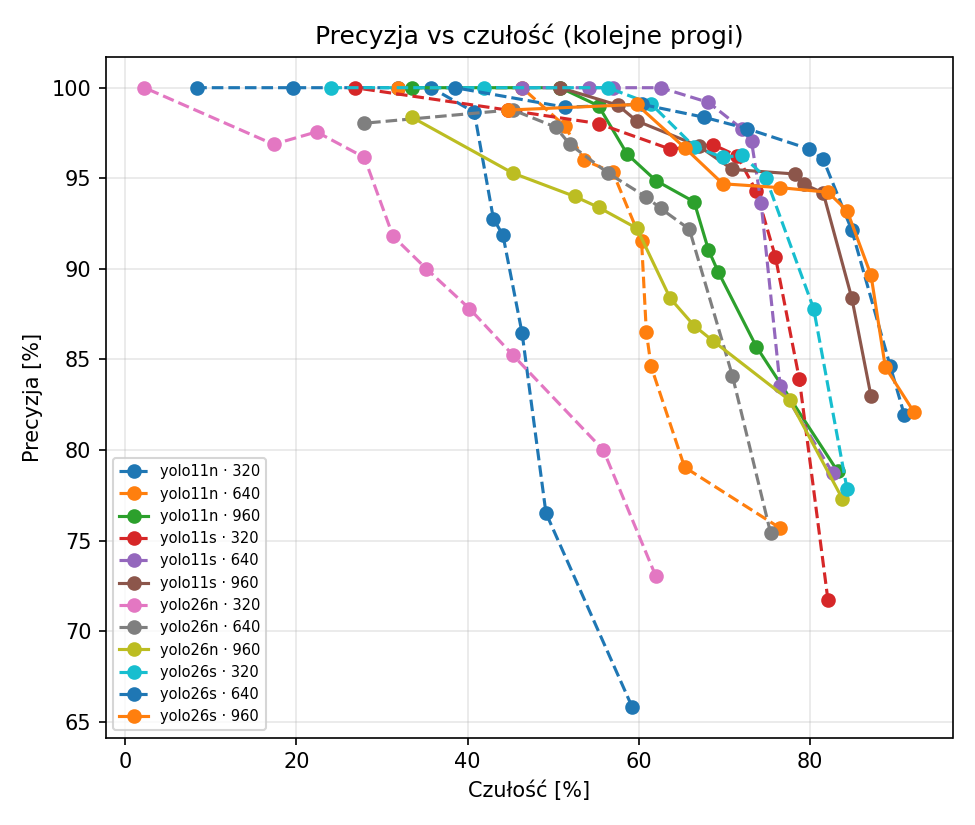 Precyzja vs czułość (kolejne progi)
Precyzja [%]
100
95
90
85
80
75
70
65
yolo11n · 320
yolo11n · 640
yolo11n · 960
yolo11s · 320
yolo11s · 640
yolo11s · 960
yolo26n · 320
yolo26n · 640
yolo26n · 960
yolo26s · 320
yolo26s · 640
yolo26s · 960
0 20 40 60 80
Czułość [%]